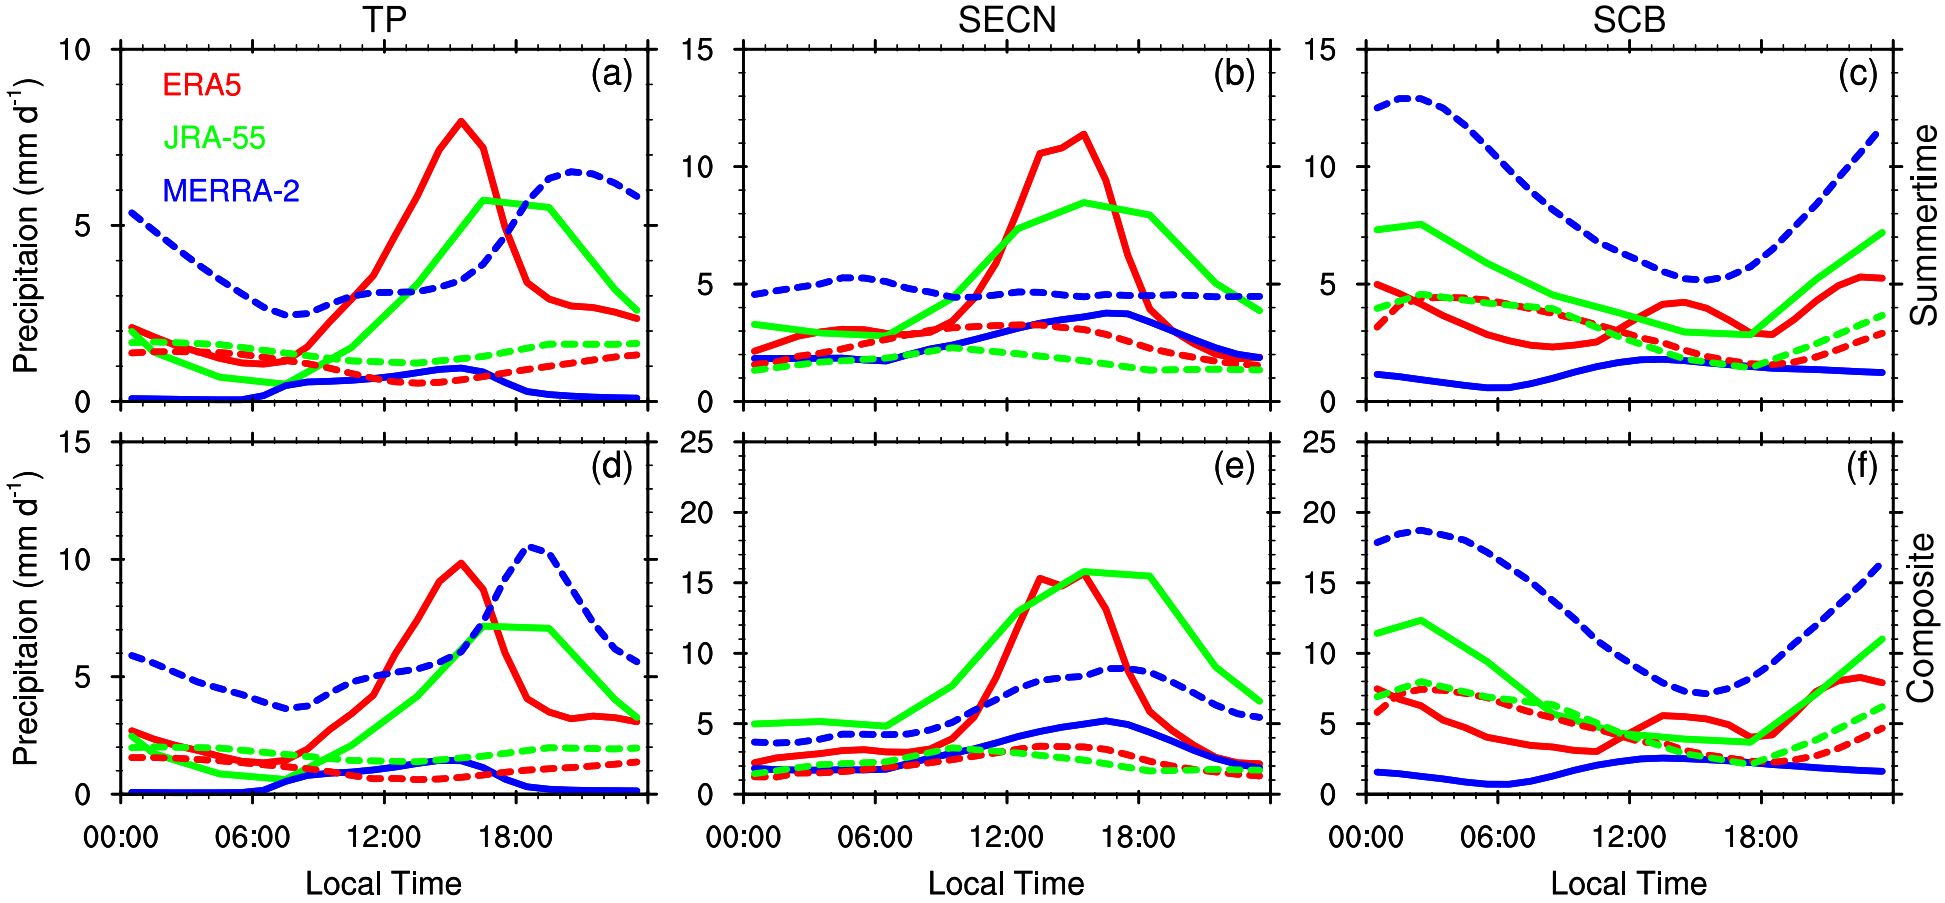 TP SECN SCB
10 15 15
(a) (b) (c)
ERA5
JRA-55
MERRA-2
10 10
5
5 5
0 0 0
Precipitaion (mm d-1)
Summertime
15 25 25
(d) (e) (f)
20 20
10 15 15
10 10
5
5 5
0 0 0
Precipitaion (mm d-1)
Composite
00:00 06:00 12:00 18:00 00:00 06:00 12:00 18:00 00:00 06:00 12:00 18:00
Local Time Local Time Local Time